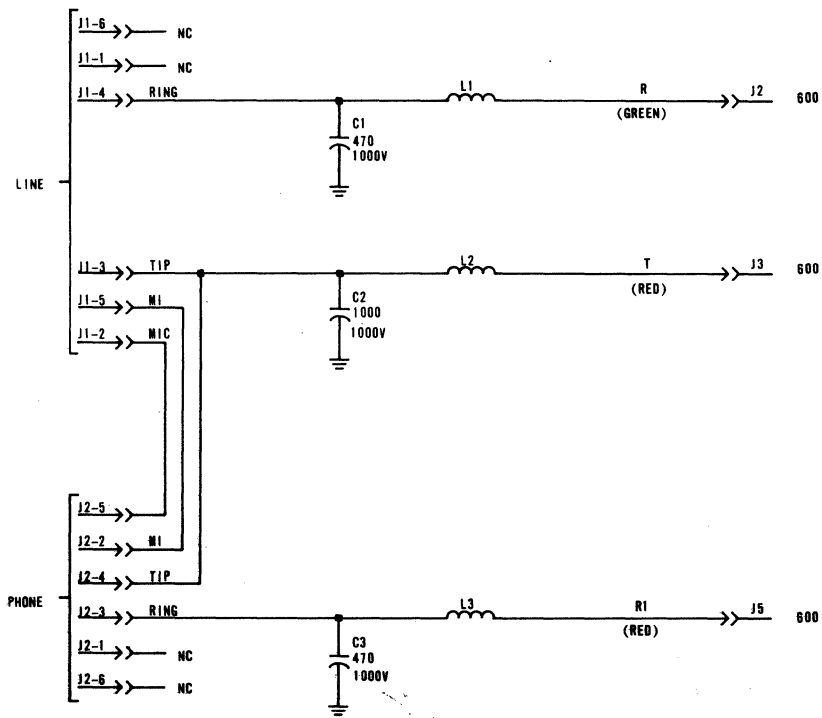 J1-6 NC
J1-1 NC
J1-4 RING L1 R J2 600
(GREEN)
C1
470
1000V
LINE
J1-3 TIP L2 T J3 600
(RED)
J1-5 MI
C2
1000
1000V
J1-2 MIC
J2-5
J2-2 MI
J2-4 TIP
PHONE
J2-3 RING L3 R1 J5 600
(RED)
C3
470
1000V
J2-1 NC
J2-6 NC